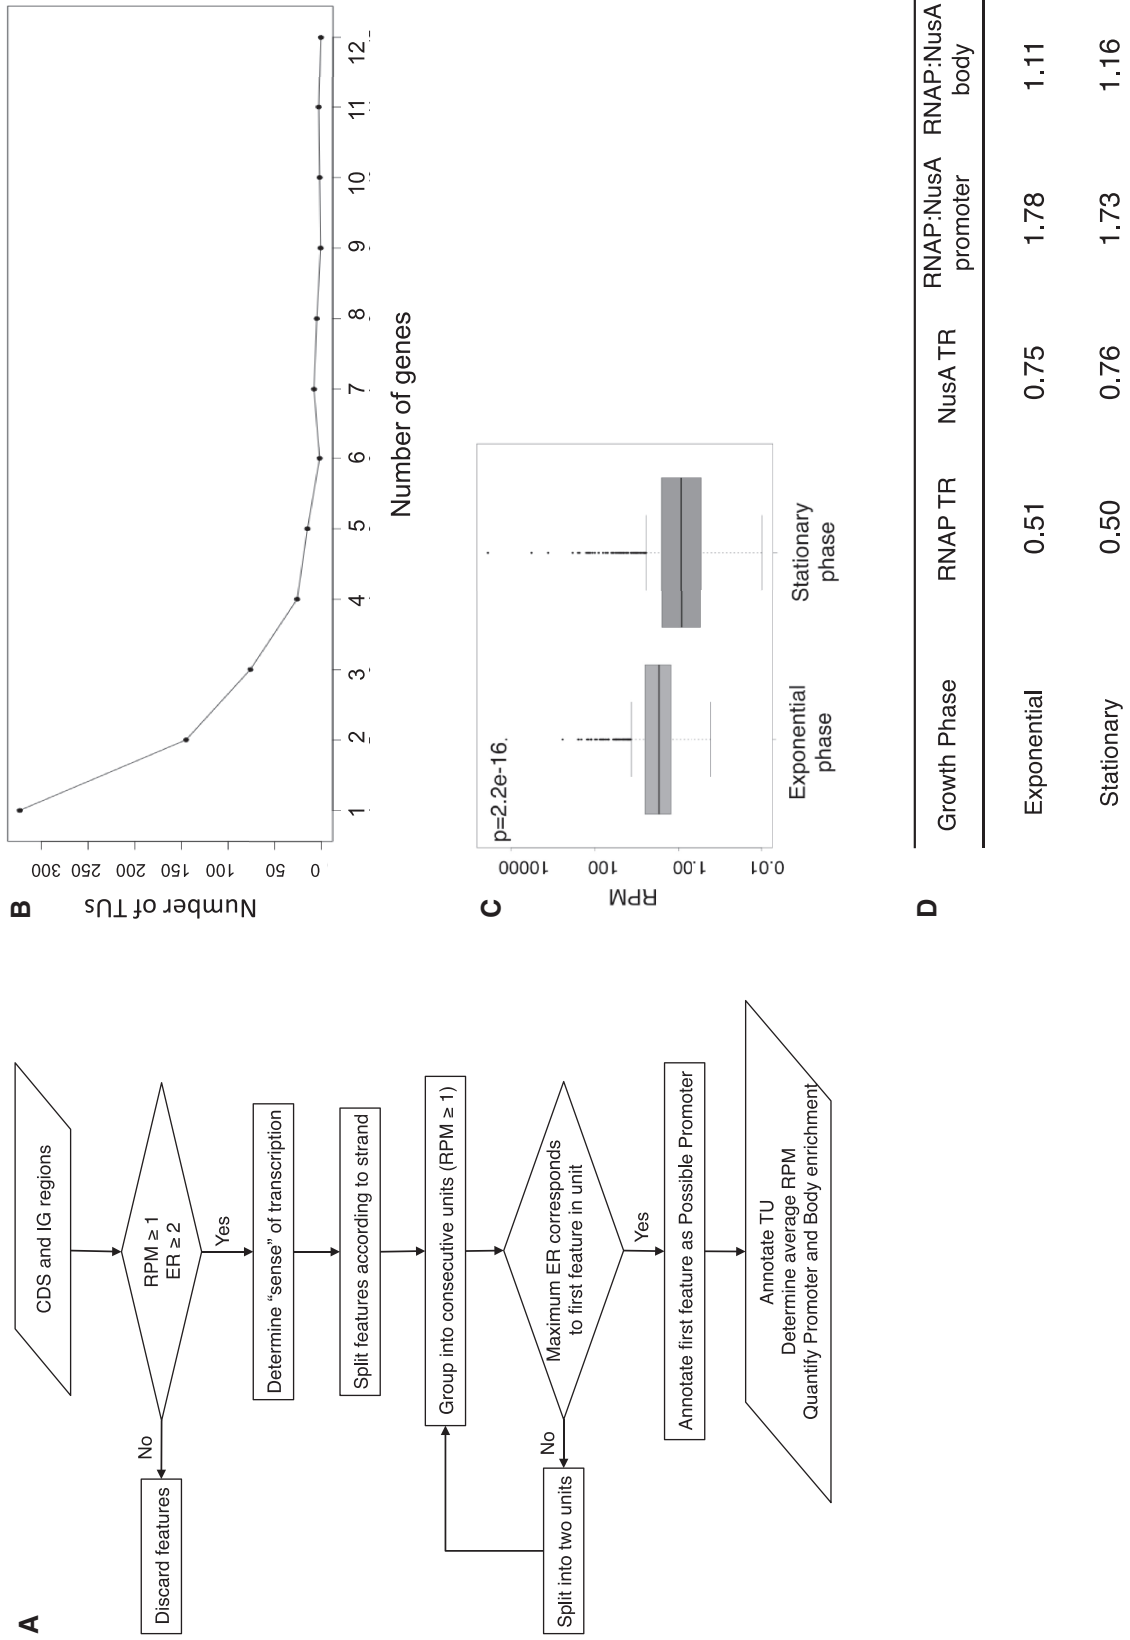 A
CDS and IG regions
RPM ≥ 1
ER ≥ 2
No
Discard features
Yes
Determine “sense” of transcription
Split features according to strand
Group into consecutive units (RPM ≥ 1)
Maximum ER corresponds
to first feature in unit
No
Split into two units
Yes
Annotate first feature as Possible Promoter
Annotate TU
Determine average RPM
Quantify Promoter and Body enrichment
B
Number of TUs
300
250
200
150
100
50
0
1 2 3 4 5 6 7 8 9 10 11 12
Number of genes
C
p=2.2e-16.
RPM
10000
100
1.00
0.01
Exponential
phase
Stationary
phase
D
Growth Phase RNAP TR NusA TR RNAP:NusA promoter RNAP:NusA body
Exponential 0.51 0.75 1.78 1.11
Stationary 0.50 0.76 1.73 1.16